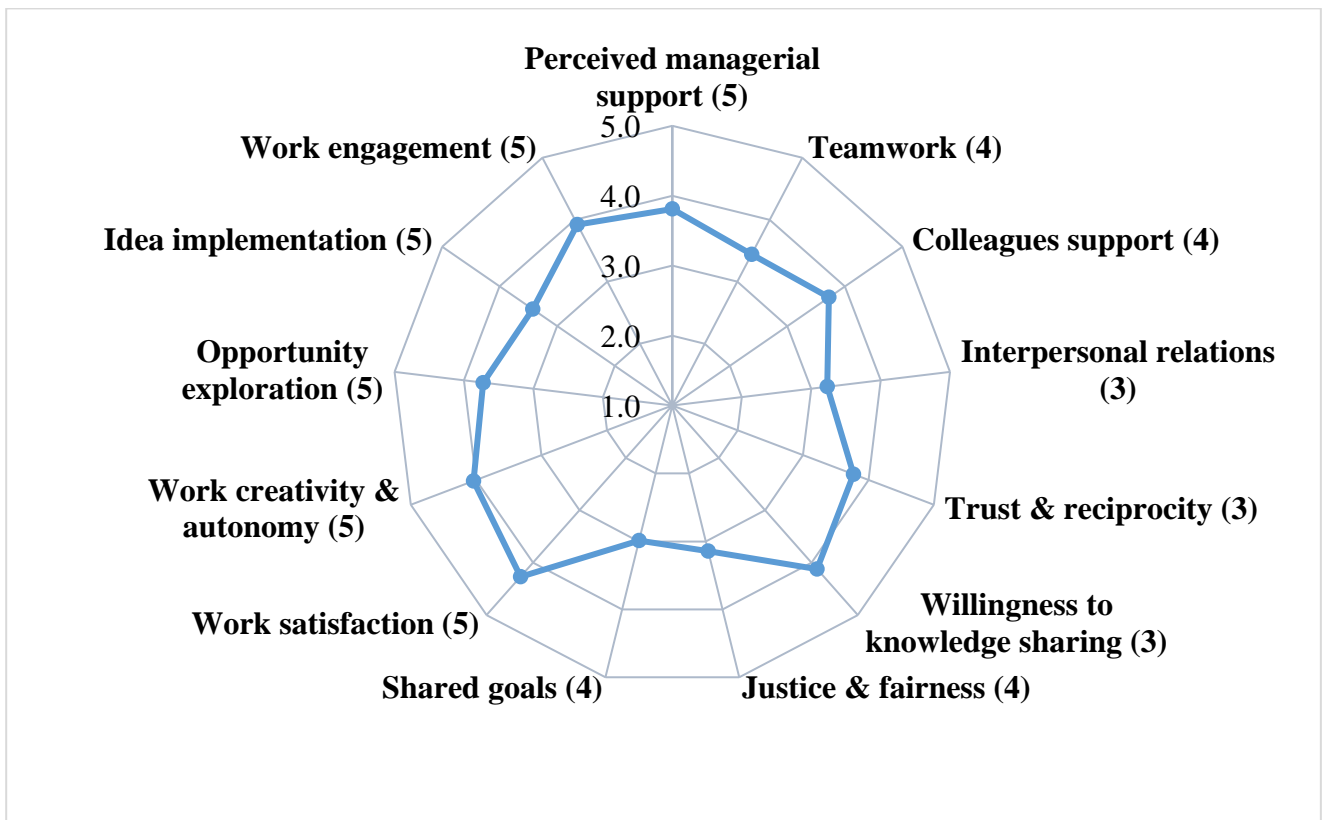 Perceived managerial
support (5)
5.0
Work engagement (5)
Teamwork (4)
4.0
Idea implementation (5)
Colleagues support (4)
3.0
2.0
Opportunity
exploration (5)
Interpersonal relations
(3)
1.0
Work creativity &
autonomy (5)
Trust & reciprocity (3)
Work satisfaction (5)
Willingness to
knowledge sharing (3)
Shared goals (4)
Justice & fairness (4)